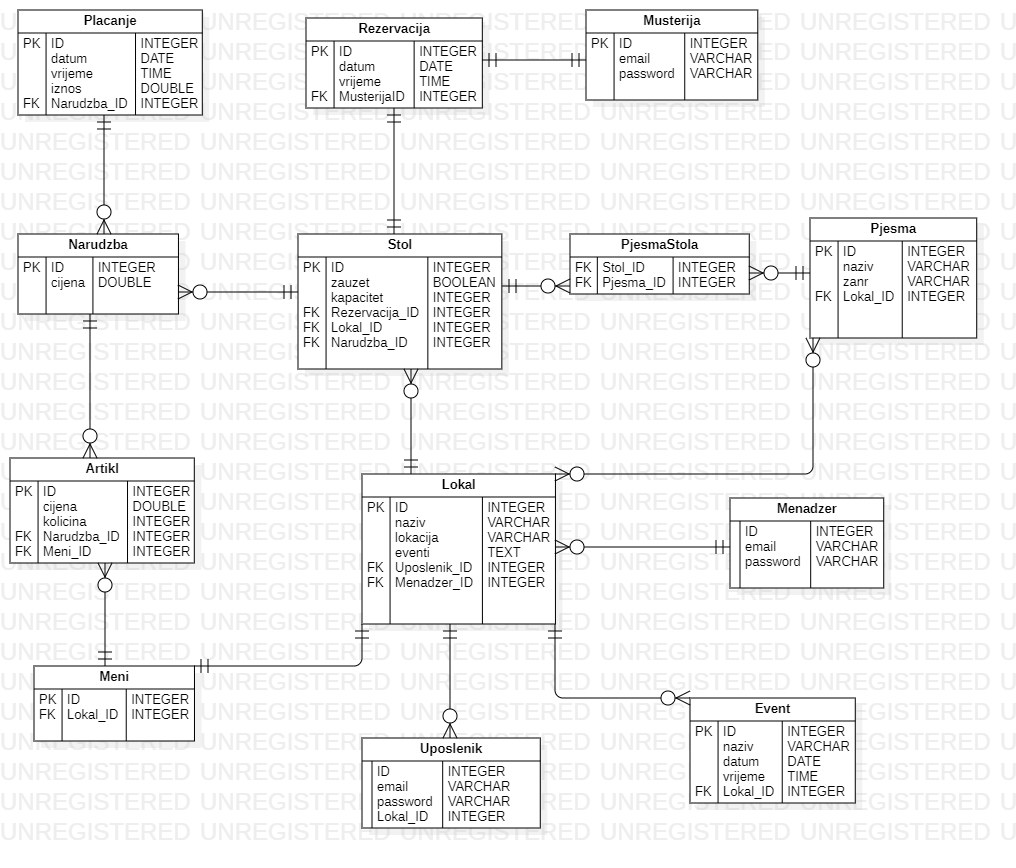 Placanje
PK ID INTEGER
datum DATE
vrijeme TIME
iznos DOUBLE
FK Narudzba_ID INTEGER
Rezervacija
PK ID INTEGER
datum DATE
vrijeme TIME
FK MusterijaID INTEGER
Musterija
PK ID INTEGER
email VARCHAR
password VARCHAR
Narudzba
PK ID INTEGER
cijena DOUBLE
Stol
PK ID INTEGER
zauzet BOOLEAN
kapacitet INTEGER
FK Rezervacija_ID INTEGER
FK Lokal_ID INTEGER
FK Narudzba_ID INTEGER
PjesmaStola
FK Stol_ID INTEGER
FK Pjesma_ID INTEGER
Pjesma
PK ID INTEGER
naziv VARCHAR
zanr VARCHAR
FK Lokal_ID INTEGER
Artikl
PK ID INTEGER
cijena DOUBLE
kolicina INTEGER
FK Narudzba_ID INTEGER
FK Meni_ID INTEGER
Lokal
PK ID INTEGER
naziv VARCHAR
lokacija VARCHAR
eventi TEXT
FK Uposlenik_ID INTEGER
FK Menadzer_ID INTEGER
Menadzer
ID INTEGER
email VARCHAR
password VARCHAR
Meni
PK ID INTEGER
FK Lokal_ID INTEGER
Uposlenik
ID INTEGER
email VARCHAR
password VARCHAR
Lokal_ID INTEGER
Event
PK ID INTEGER
naziv VARCHAR
datum DATE
vrijeme TIME
FK Lokal_ID INTEGER
UNREGISTERED UNREGISTERED UNREGISTERED UNREGISTERED UNREGISTERED U